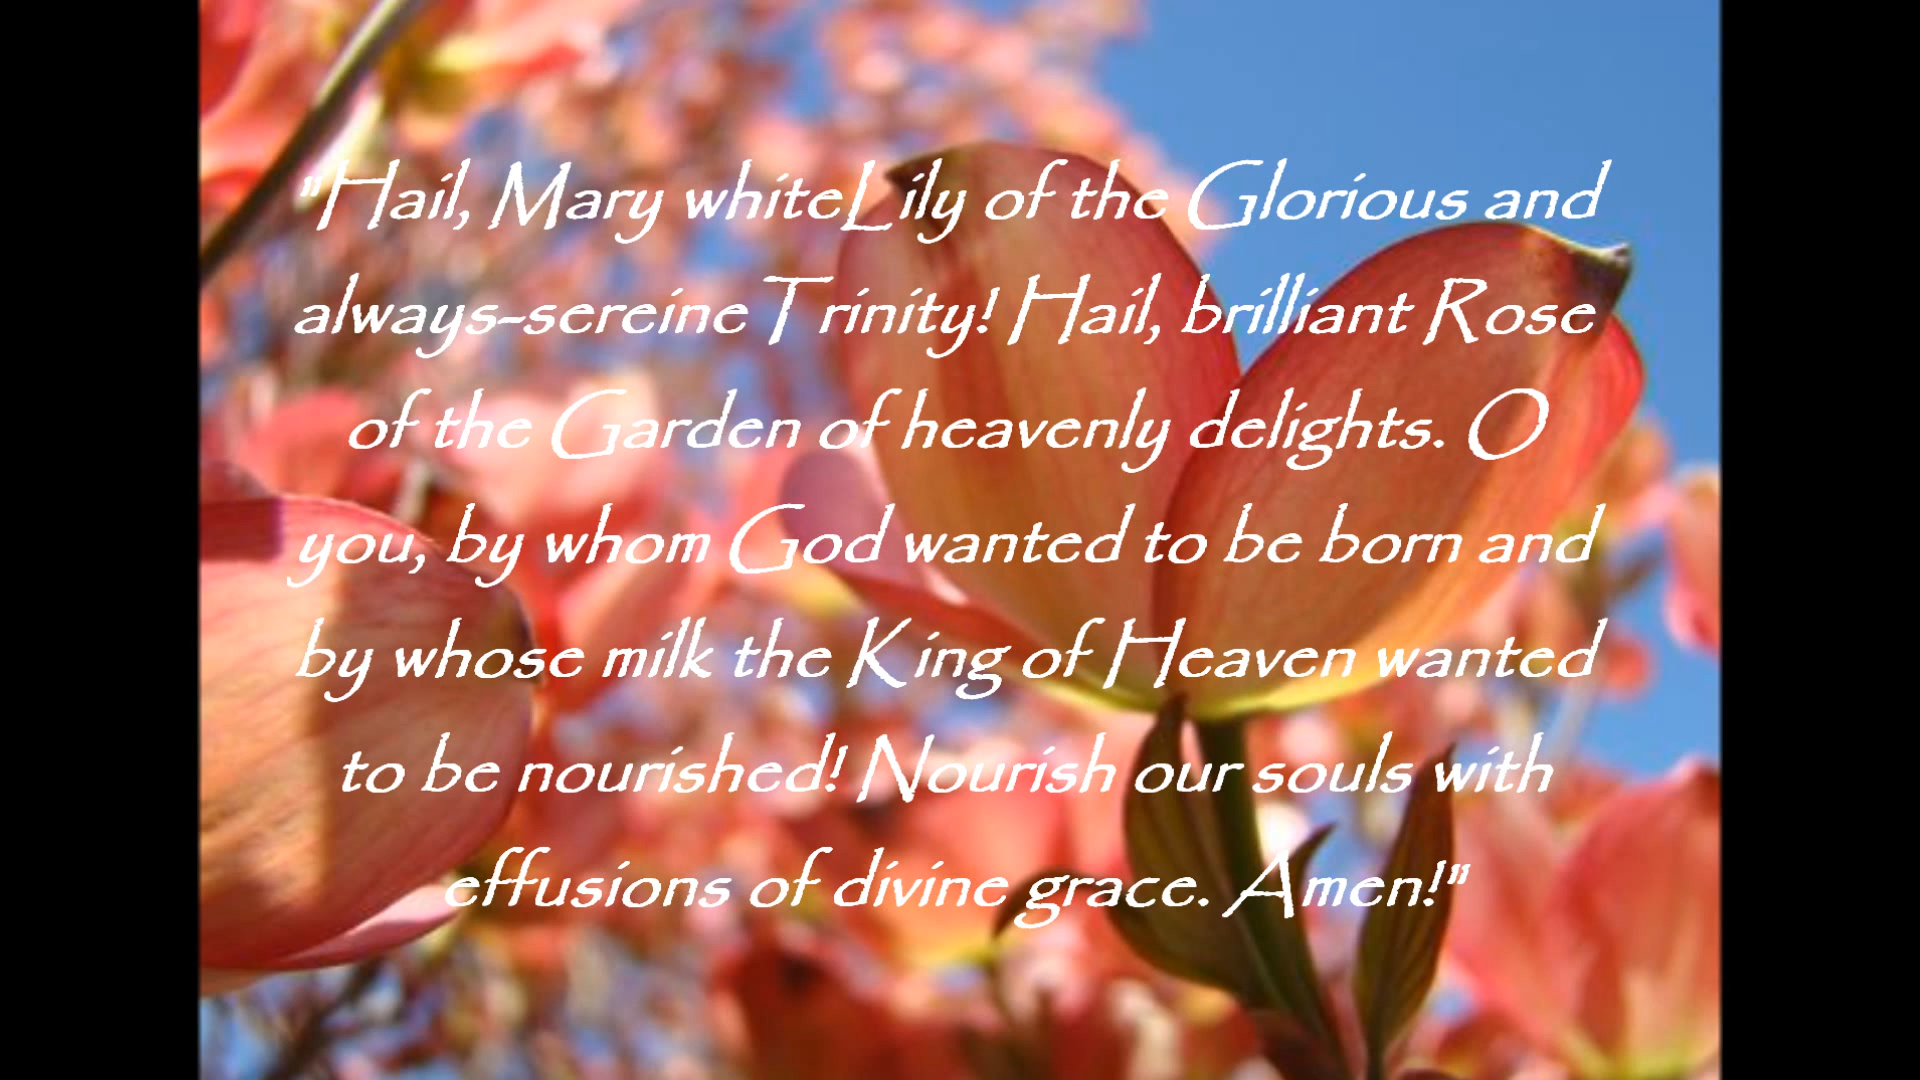 "Hail, Mary whiteLily of the Glorious and
always-sereine Trinity! Hail, brilliant Rose
of the Garden of heavenly delights. O
you, by whom God wanted to be born and
by whose milk the King of Heaven wanted
to be nourished! Nourish our souls with
effusions of divine grace. Amen!"